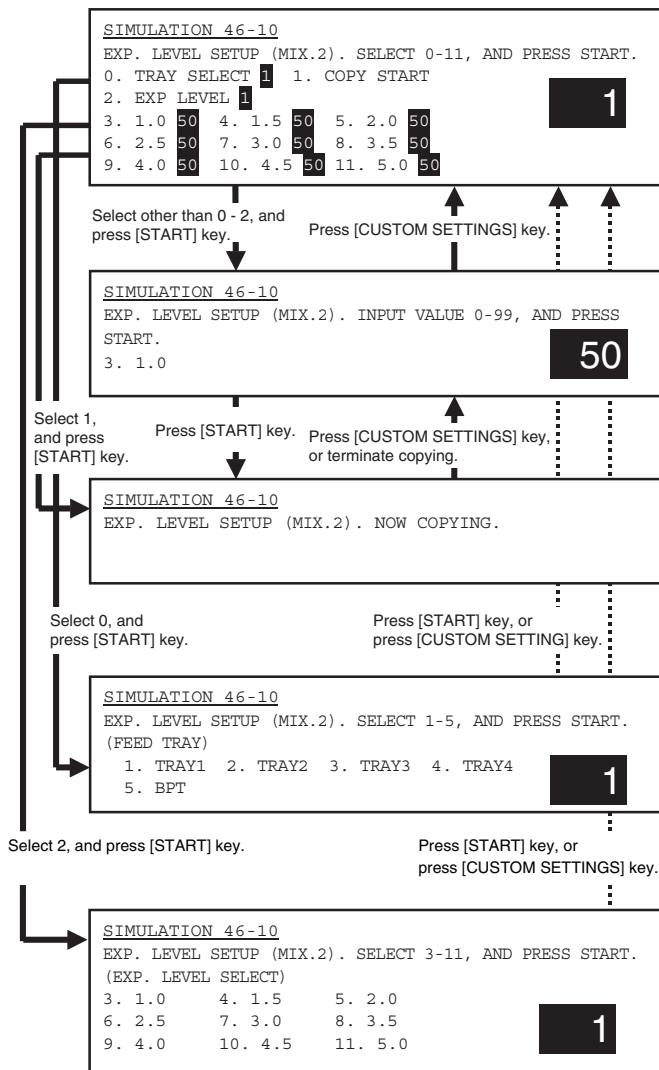 SIMULATION 46-10
EXP. LEVEL SETUP (MIX.2). SELECT 0-11, AND PRESS START.
0. TRAY SELECT 1 1. COPY START
2. EXP LEVEL 1
1
3. 1.0 50 4. 1.5 50 5. 2.0 50
6. 2.5 50 7. 3.0 50 8. 3.5 50
9. 4.0 50 10. 4.5 50 11. 5.0 50
Select other than 0 - 2, and
press [START] key.
Press [CUSTOM SETTINGS] key.
SIMULATION 46-10
EXP. LEVEL SETUP (MIX.2). INPUT VALUE 0-99, AND PRESS
START.
3. 1.0
50
Select 1,
and press
[START] key.
Press [START] key.
Press [CUSTOM SETTINGS] key,
or terminate copying.
SIMULATION 46-10
EXP. LEVEL SETUP (MIX.2). NOW COPYING.
Select 0, and
press [START] key.
Press [START] key, or
press [CUSTOM SETTING] key.
SIMULATION 46-10
EXP. LEVEL SETUP (MIX.2). SELECT 1-5, AND PRESS START.
(FEED TRAY)
1. TRAY1 2. TRAY2 3. TRAY3 4. TRAY4
5. BPT
1
Select 2, and press [START] key.
Press [START] key, or
press [CUSTOM SETTINGS] key.
SIMULATION 46-10
EXP. LEVEL SETUP (MIX.2). SELECT 3-11, AND PRESS START.
(EXP. LEVEL SELECT)
3. 1.0 4. 1.5 5. 2.0
6. 2.5 7. 3.0 8. 3.5
9. 4.0 10. 4.5 11. 5.0
1